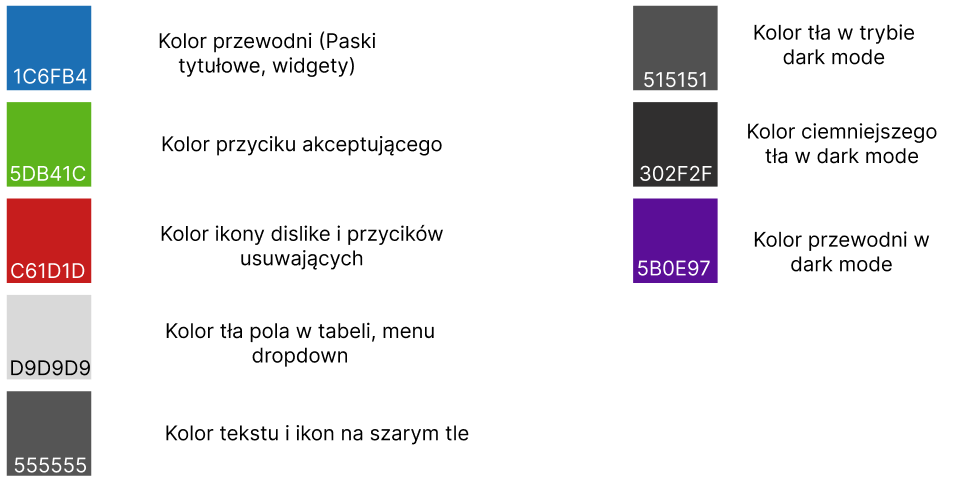 1C6FB4
Kolor przewodni (Paski
tytułowe, widgety)
5DB41C
Kolor przyciku akceptującego
C61D1D
Kolor ikony dislike i przycików
usuwających
D9D9D9
Kolor tła pola w tabeli, menu
dropdown
555555
Kolor tekstu i ikon na szarym tle
515151
Kolor tła w trybie
dark mode
302F2F
Kolor ciemniejszego
tła w dark mode
5B0E97
Kolor przewodni w
dark mode